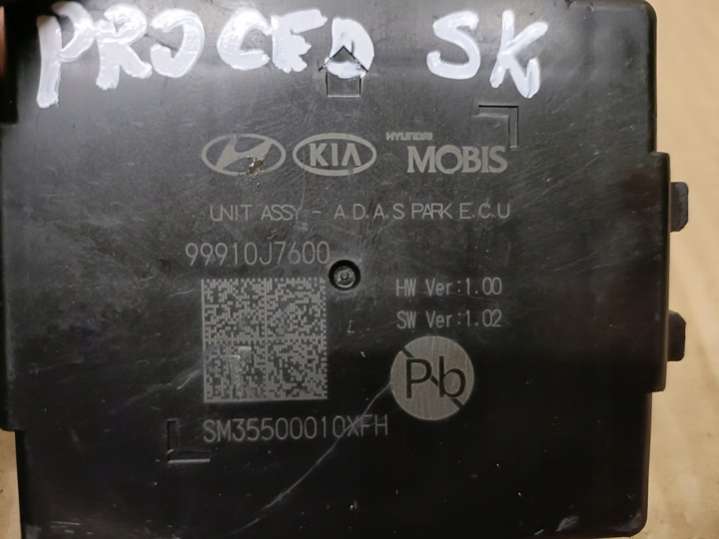 PROCED SK
HYUNDAI
KIA MOBIS
UNIT ASSY - A.D.A.S PARK E.C.U
99910J7600
HW Ver:1.00
SW Ver:1.02
Pb
SM35500010XFH